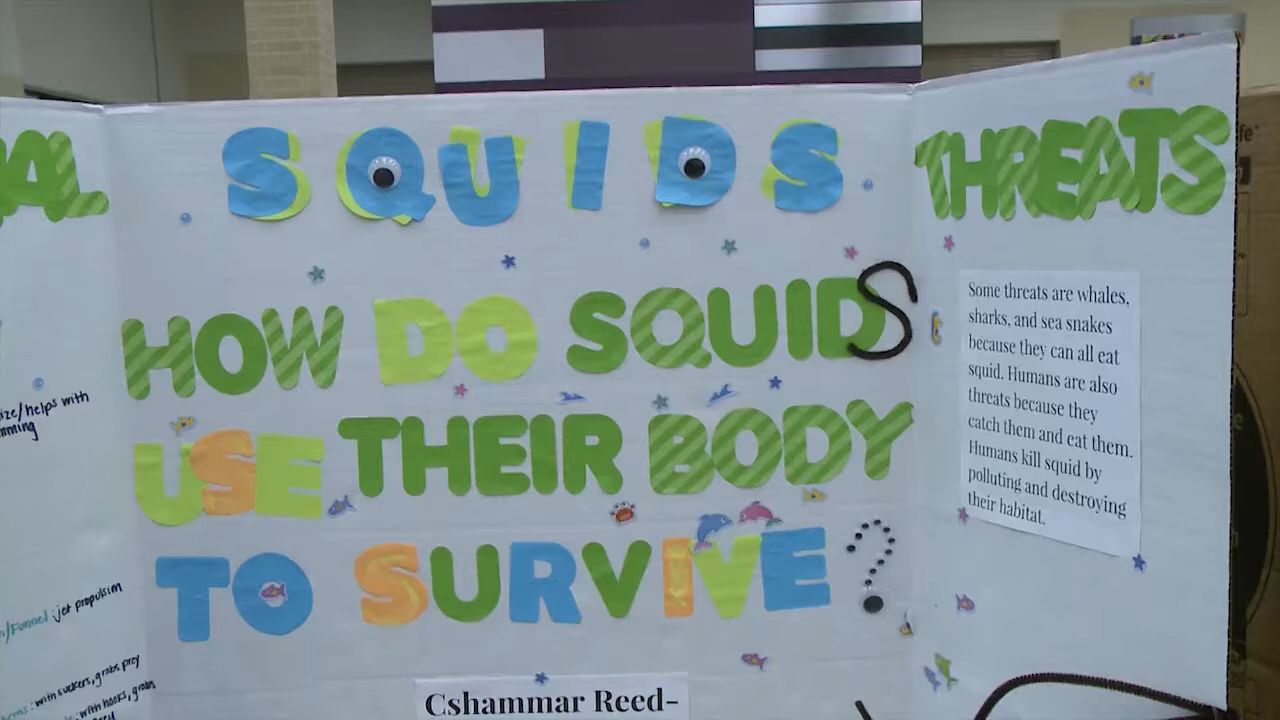 SQUIDS
HOW DO SQUIDS
USE THEIR BODY
TO SURVIVE?
Cshammar Reed-
ize/helps with
mming
/Funnel: jet propulsion
: with suckers, grabs prey
with hooks, grabs
THREATS
Some threats are whales,
sharks, and sea snakes
because they can all eat
squid. Humans are also
threats because they
catch them and eat them.
Humans kill squid by
polluting and destroying
their habitat.